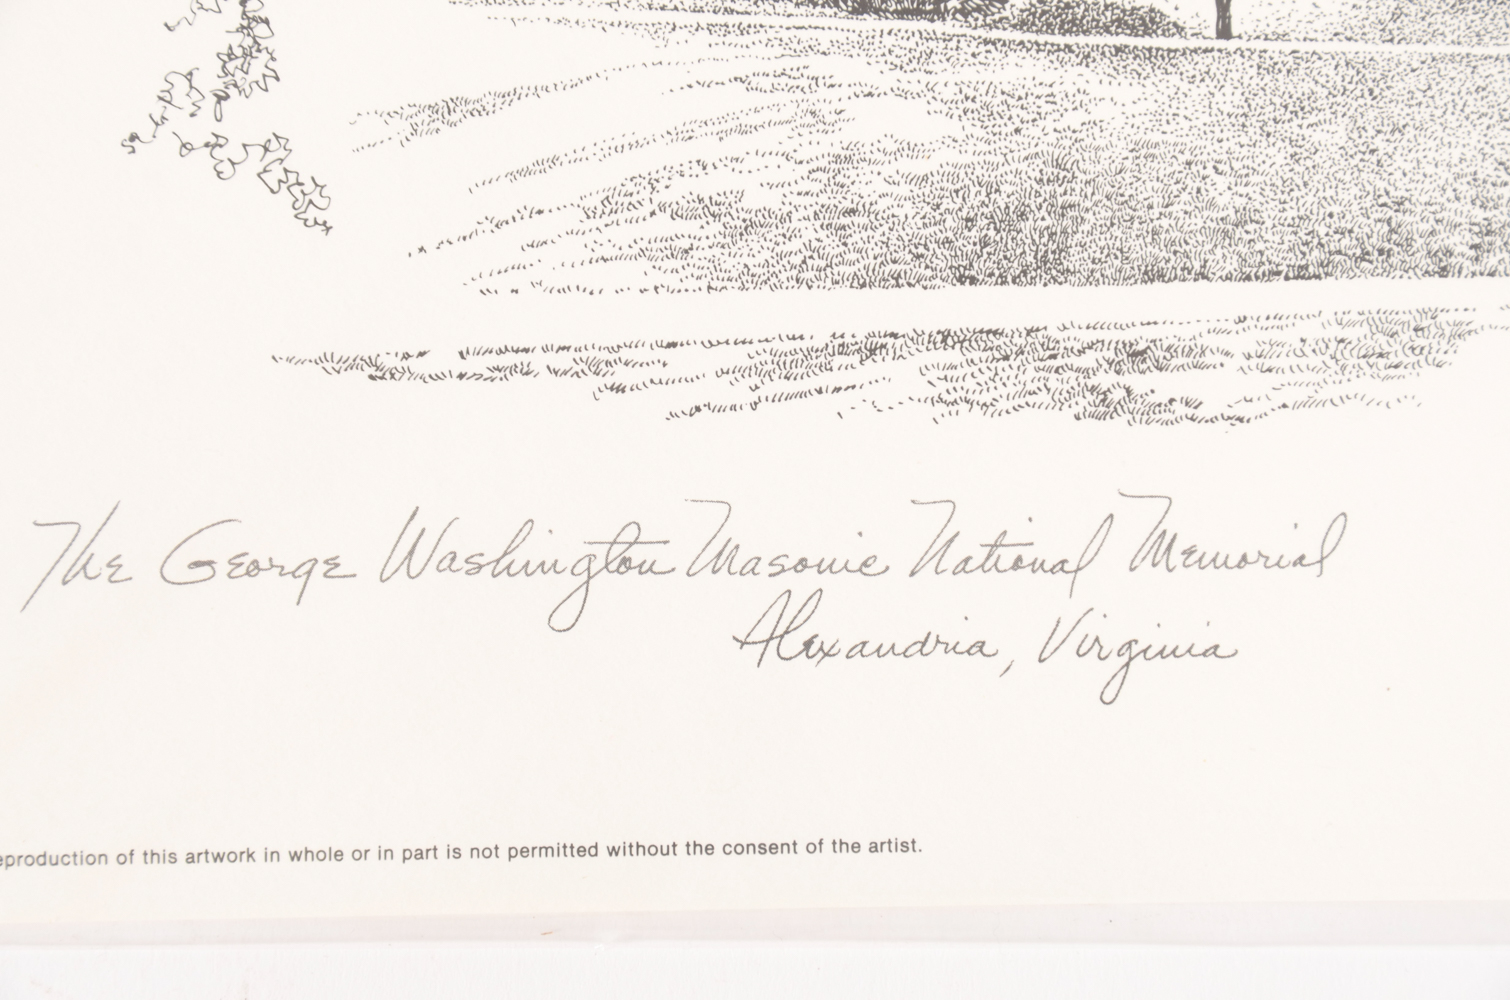 The George Washington Masonic National Memorial
Alexandria, Virginia
eproduction of this artwork in whole or in part is not permitted without the consent of the artist.